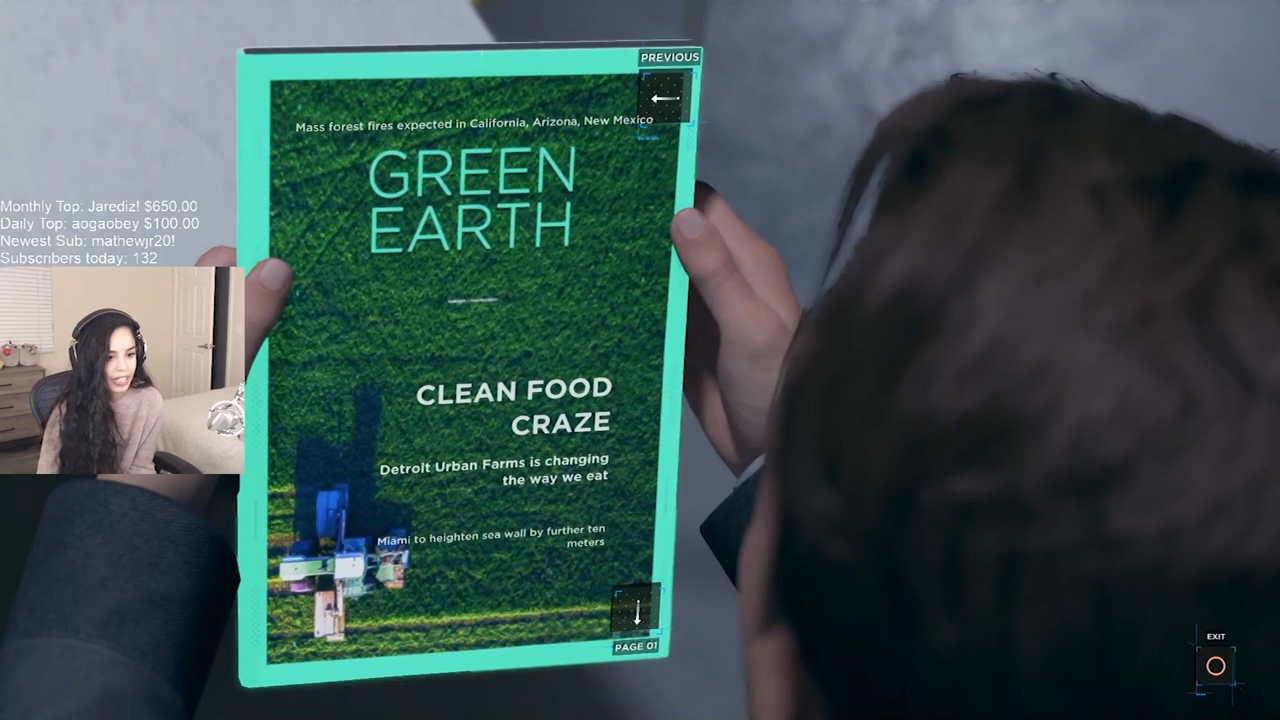 PREVIOUS
Mass forest fires expected in California, Arizona, New Mexico
GREEN
EARTH
Monthly Top: Jarediz! $650.00
Daily Top: aogaobey $100.00
Newest Sub: mathewjr20!
Subscribers today: 132
CLEAN FOOD
CRAZE
Detroit Urban Farms is changing
the way we eat
Miami to heighten sea wall by further ten
meters
PAGE 01
EXIT